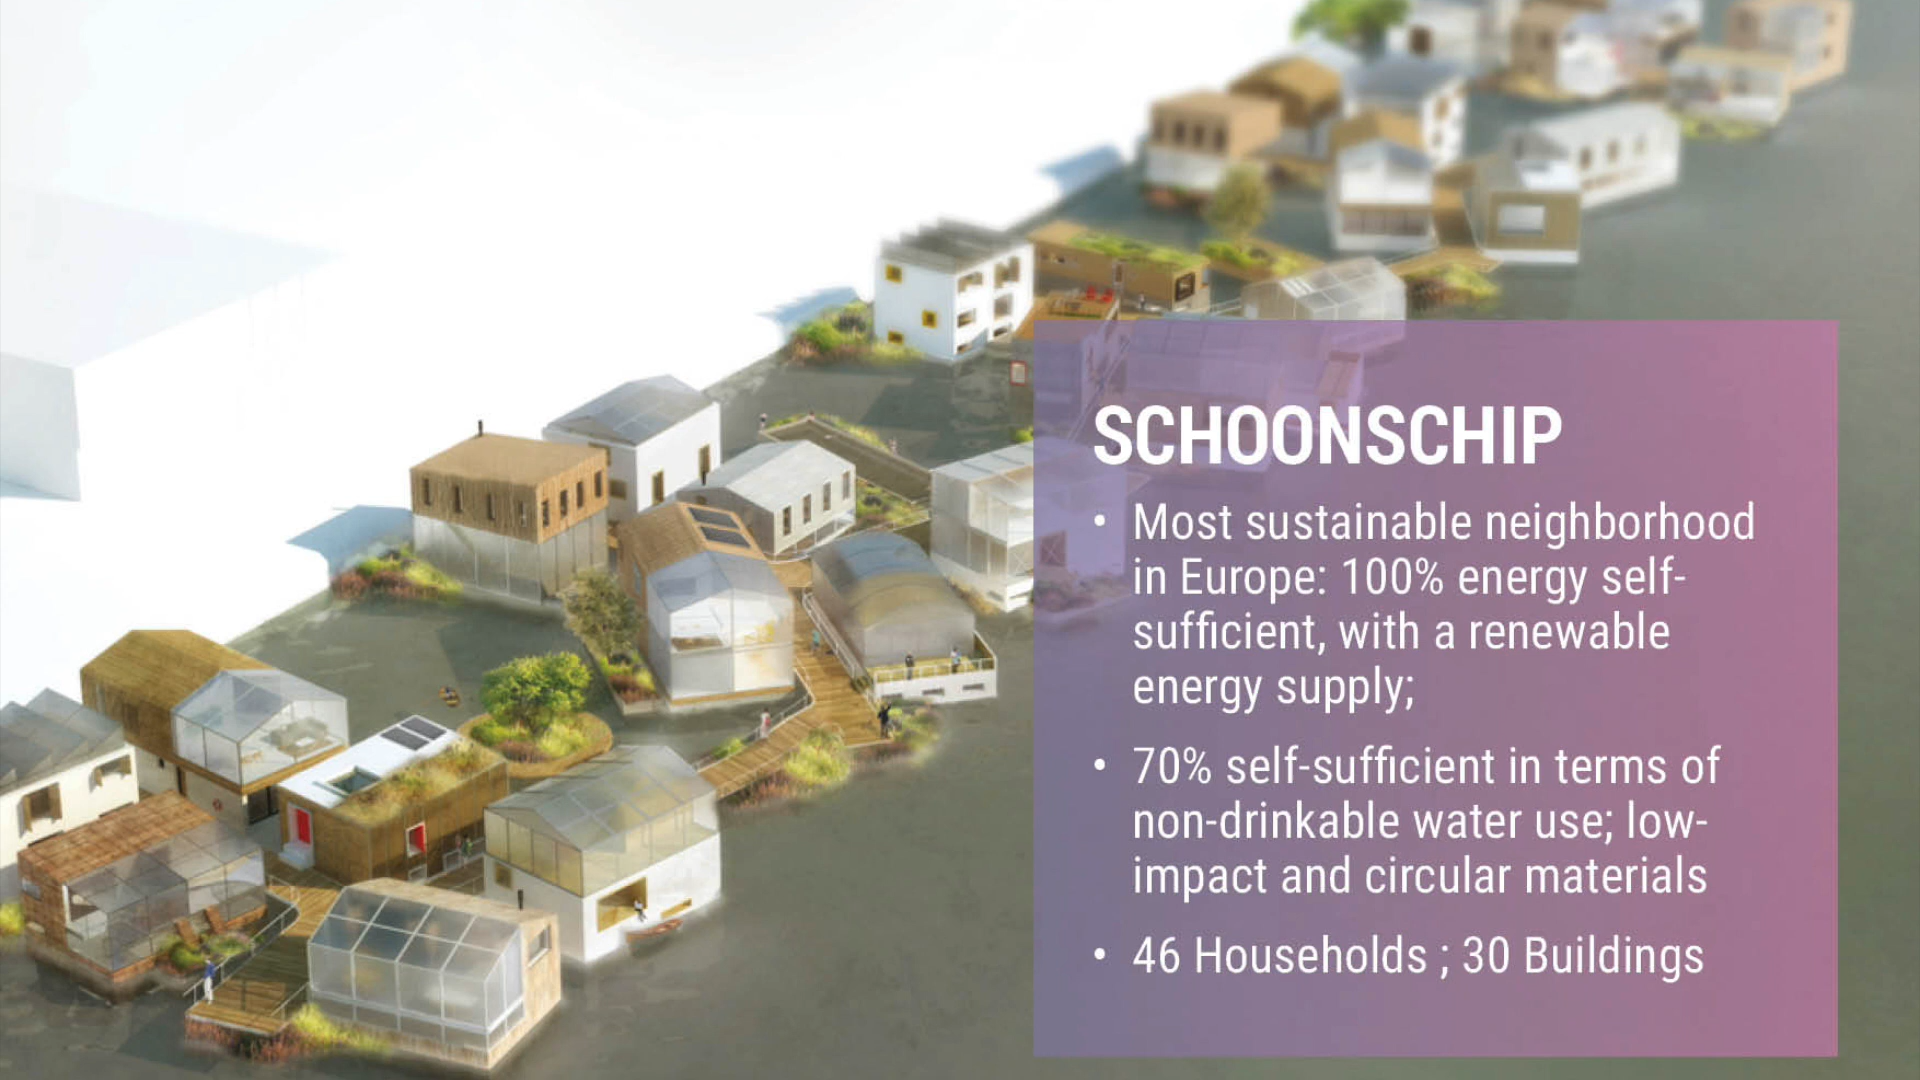 SCHOONSCHIP
• Most sustainable neighborhood
in Europe: 100% energy self-
sufficient, with a renewable
energy supply;
• 70% self-sufficient in terms of
non-drinkable water use; low-
impact and circular materials
• 46 Households ; 30 Buildings